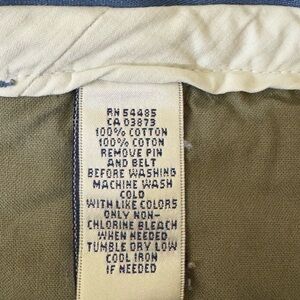 RN 54485
CA 03873
100% COTTON
100% COTON
REMOVE PIN
AND BELT
BEFORE WASHING
MACHINE WASH
COLD
WITH LIKE COLORS
ONLY NON-
CHLORINE BLEACH
WHEN NEEDED
TUMBLE DRY LOW
COOL IRON
IF NEEDED